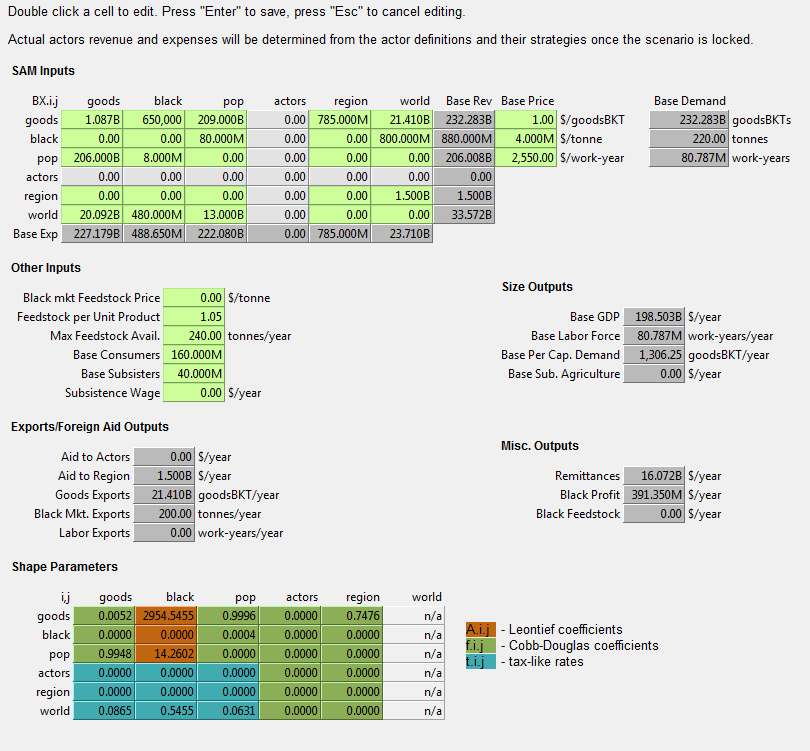 Double click a cell to edit. Press "Enter" to save, press "Esc" to cancel editing.
Actual actors revenue and expenses will be determined from the actor definitions and their strategies once the scenario is locked.
SAM Inputs
BX.i.j goods black pop actors region world Base Rev Base Price Base Demand
goods 1.087B 650,000 209.000B 0.00 785.000M 21.410B 232.283B 1.00 $/goodsBKT 232.283B goodsBKTs
black 0.00 0.00 80.000M 0.00 0.00 800.000M 880.000M 4.000M $/tonne 220.00 tonnes
pop 206.000B 8.000M 0.00 0.00 0.00 0.00 206.008B 2,550.00 $/work-year 80.787M work-years
actors 0.00 0.00 0.00 0.00 0.00 0.00 0.00
region 0.00 0.00 0.00 0.00 0.00 1.500B 1.500B
world 20.092B 480.000M 13.000B 0.00 0.00 0.00 33.572B
Base Exp 227.179B 488.650M 222.080B 0.00 785.000M 23.710B
Other Inputs
Black mkt Feedstock Price 0.00 $/tonne
Feedstock per Unit Product 1.05
Max Feedstock Avail. 240.00 tonnes/year
Base Consumers 160.000M
Base Subsisters 40.000M
Subsistence Wage 0.00 $/year
Size Outputs
Base GDP 198.503B $/year
Base Labor Force 80.787M work-years/year
Base Per Cap. Demand 1,306.25 goodsBKT/year
Base Sub. Agriculture 0.00 $/year
Exports/Foreign Aid Outputs
Aid to Actors 0.00 $/year
Aid to Region 1.500B $/year
Goods Exports 21.410B goodsBKT/year
Black Mkt. Exports 200.00 tonnes/year
Labor Exports 0.00 work-years/year
Misc. Outputs
Remittances 16.072B $/year
Black Profit 391.350M $/year
Black Feedstock 0.00 $/year
Shape Parameters
i,j goods black pop actors region world
goods 0.0052 2954.5455 0.9996 0.0000 0.7476 n/a
black 0.0000 0.0000 0.0004 0.0000 0.0000 n/a
pop 0.9948 14.2602 0.0000 0.0000 0.0000 n/a
actors 0.0000 0.0000 0.0000 0.0000 0.0000 n/a
region 0.0000 0.0000 0.0000 0.0000 0.0000 n/a
world 0.0865 0.5455 0.0631 0.0000 0.0000 n/a
A.i.j - Leontief coefficients
f.i.j - Cobb-Douglas coefficients
t.i.j - tax-like rates